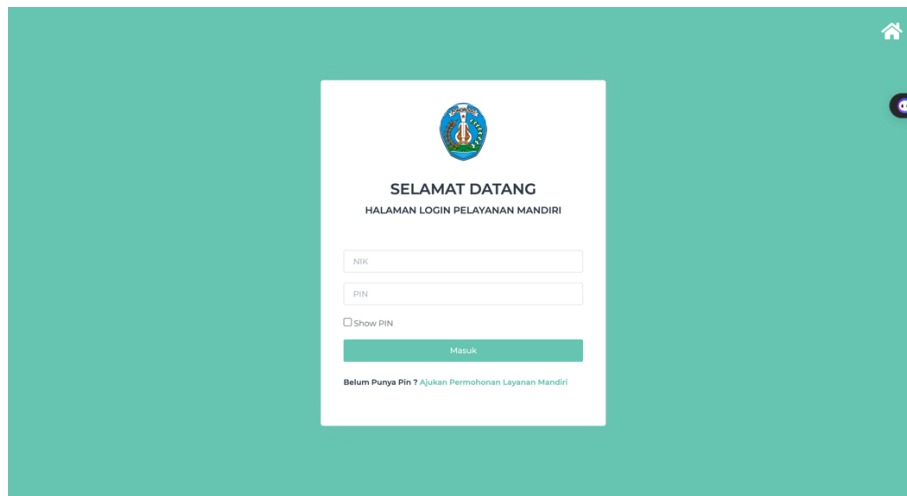 SELAMAT DATANG
HALAMAN LOGIN PELAYANAN MANDIRI
NIK
PIN
Show PIN
Masuk
Belum Punya Pin ? Ajukan Permohonan Layanan Mandiri